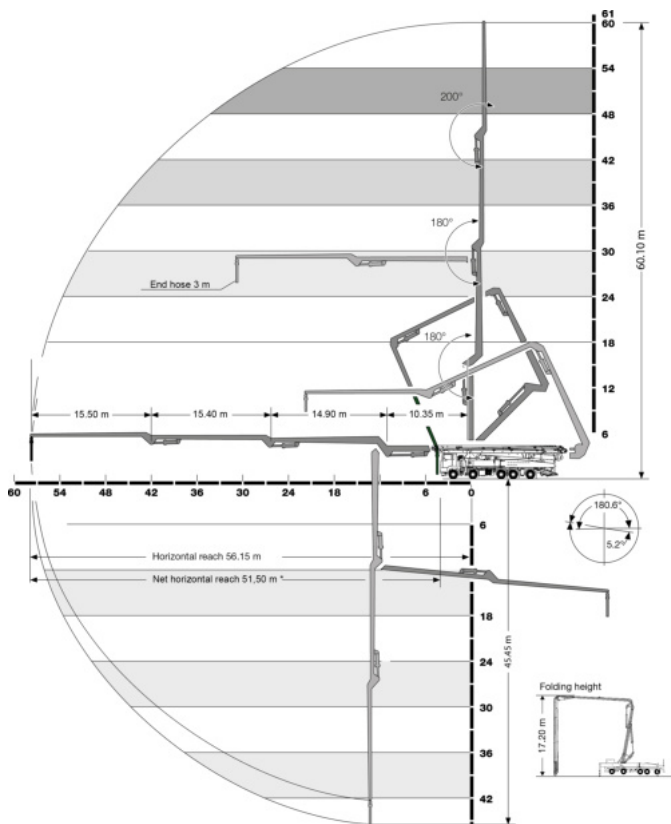 61
60
54
48
42
36
30
24
18
12
6
200°
180°
180°
60.10 m
End hose 3 m
15.50 m
15.40 m
14.90 m
10.35 m
60
54
42
36
30
24
18
6
0
6
18
24
30
36
42
Horizontal reach 56.15 m
Net horizontal reach 51,50 m *
45.45 m
180.6°
5.2°
Folding height
17.20 m